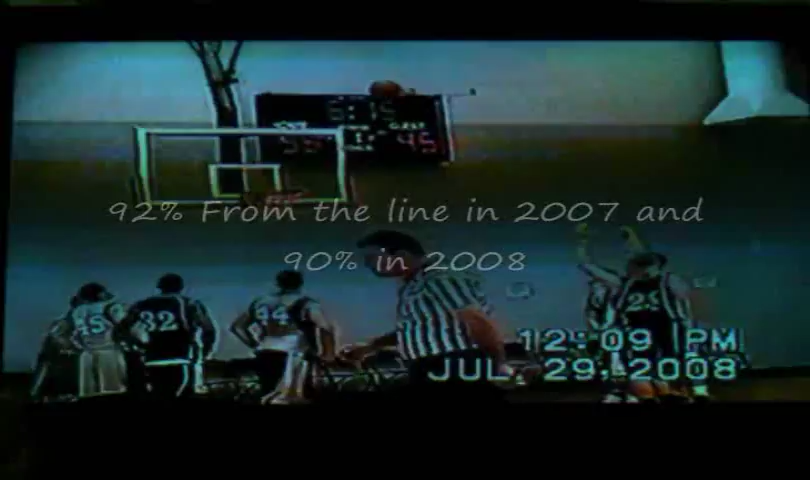 45
92% From the line in 2007 and
90% in 2008
45
32
44
12:09 PM
JUL. 29, 2008